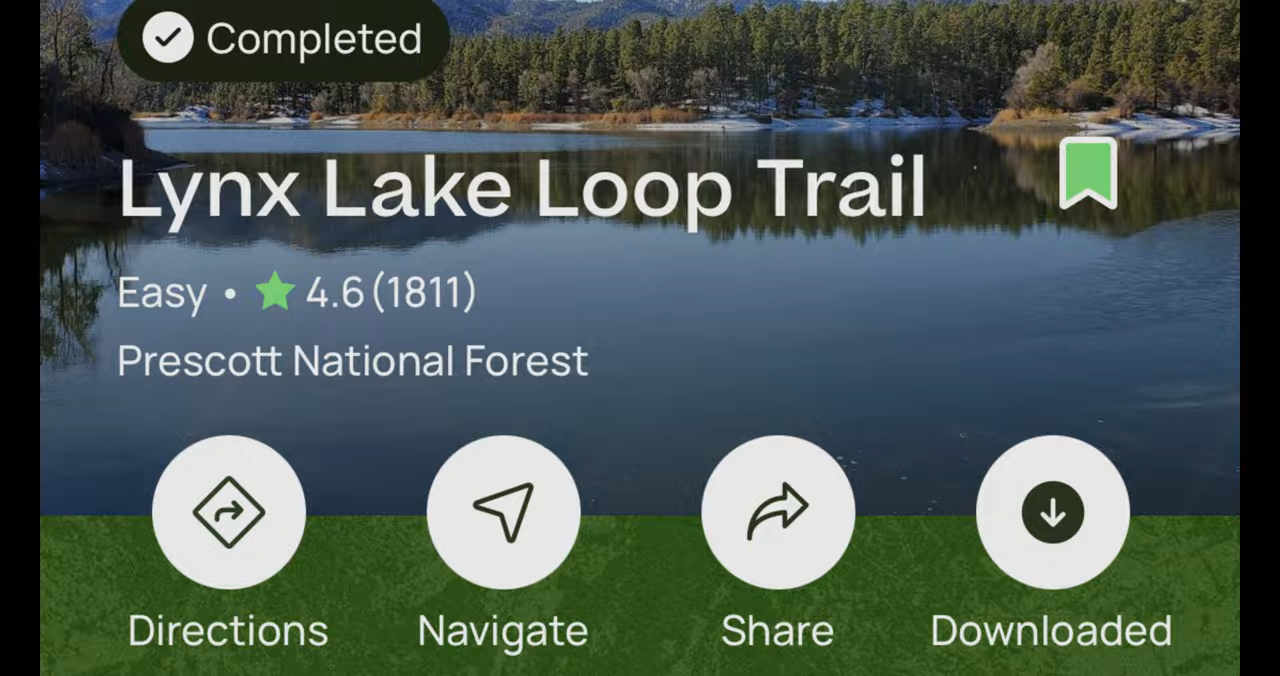 Completed
Lynx Lake Loop Trail
Easy • 4.6 (1811)
Prescott National Forest
Directions Navigate Share Downloaded